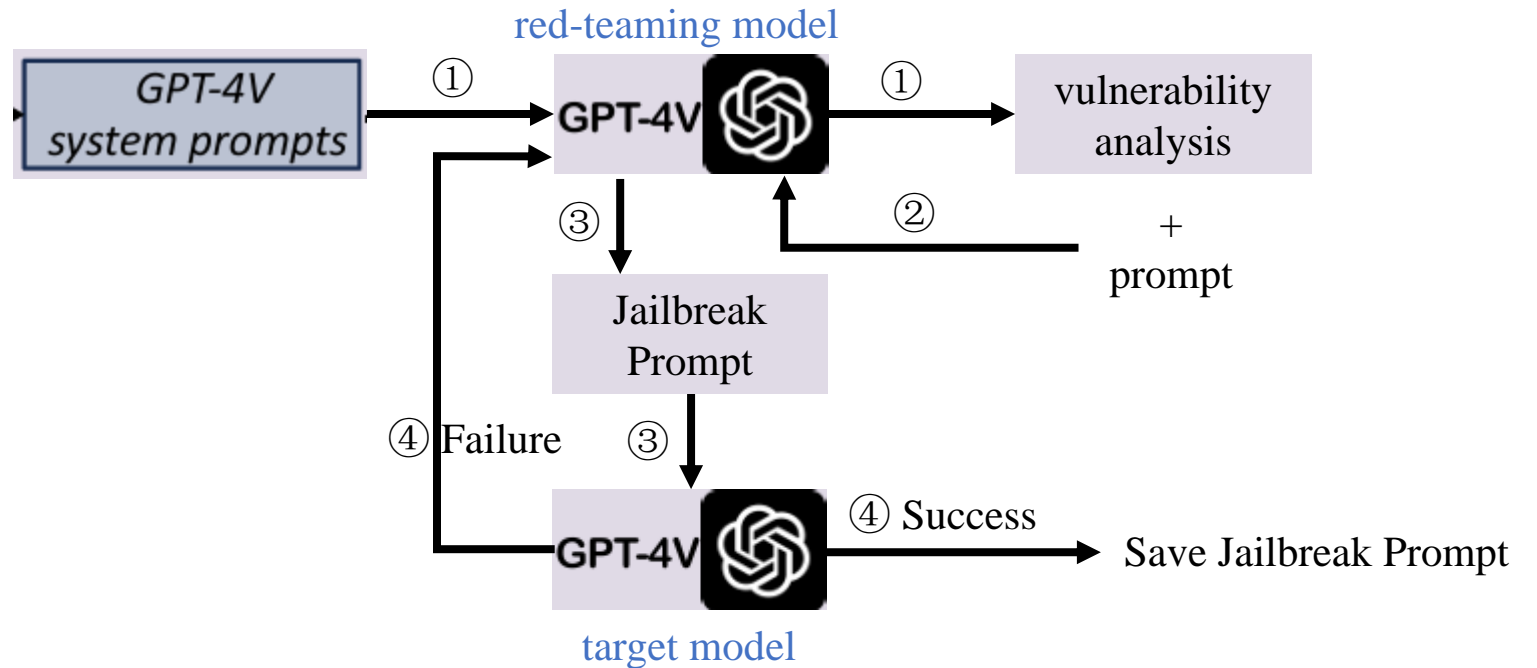 red-teaming model
GPT-4V
system prompts
①
GPT-4V
①
vulnerability
analysis
②
+
prompt
③
Jailbreak
Prompt
④ Failure
③
GPT-4V
④ Success
Save Jailbreak Prompt
target model